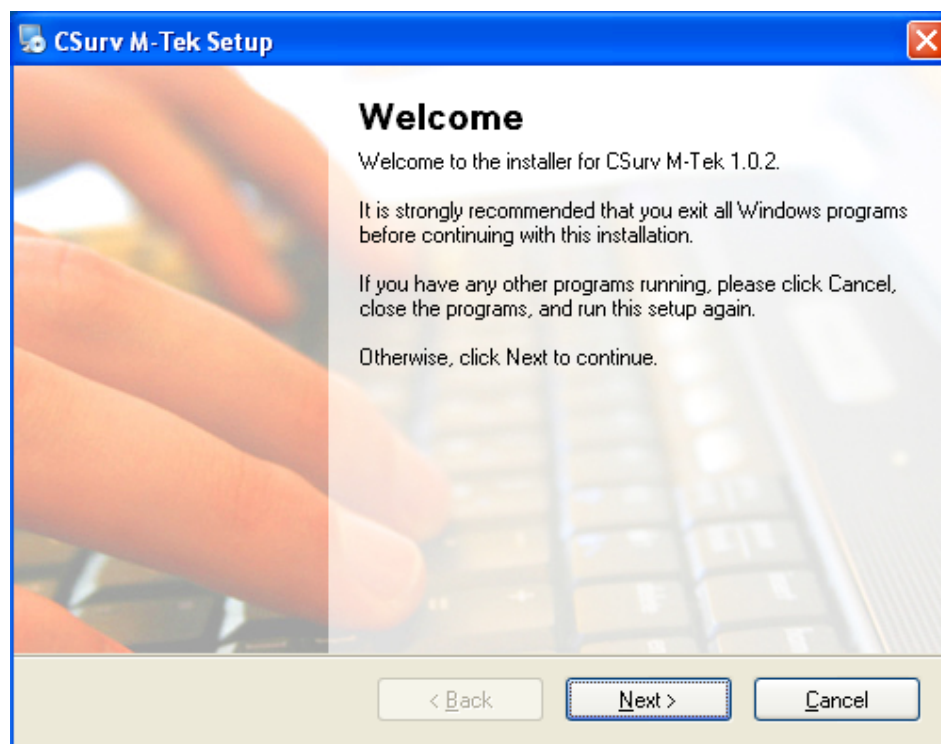 CSurv M-Tek Setup
Welcome
Welcome to the installer for CSurv M-Tek 1.0.2.
It is strongly recommended that you exit all Windows programs
before continuing with this installation.
If you have any other programs running, please click Cancel,
close the programs, and run this setup again.
Otherwise, click Next to continue.
< Back
Next >
Cancel